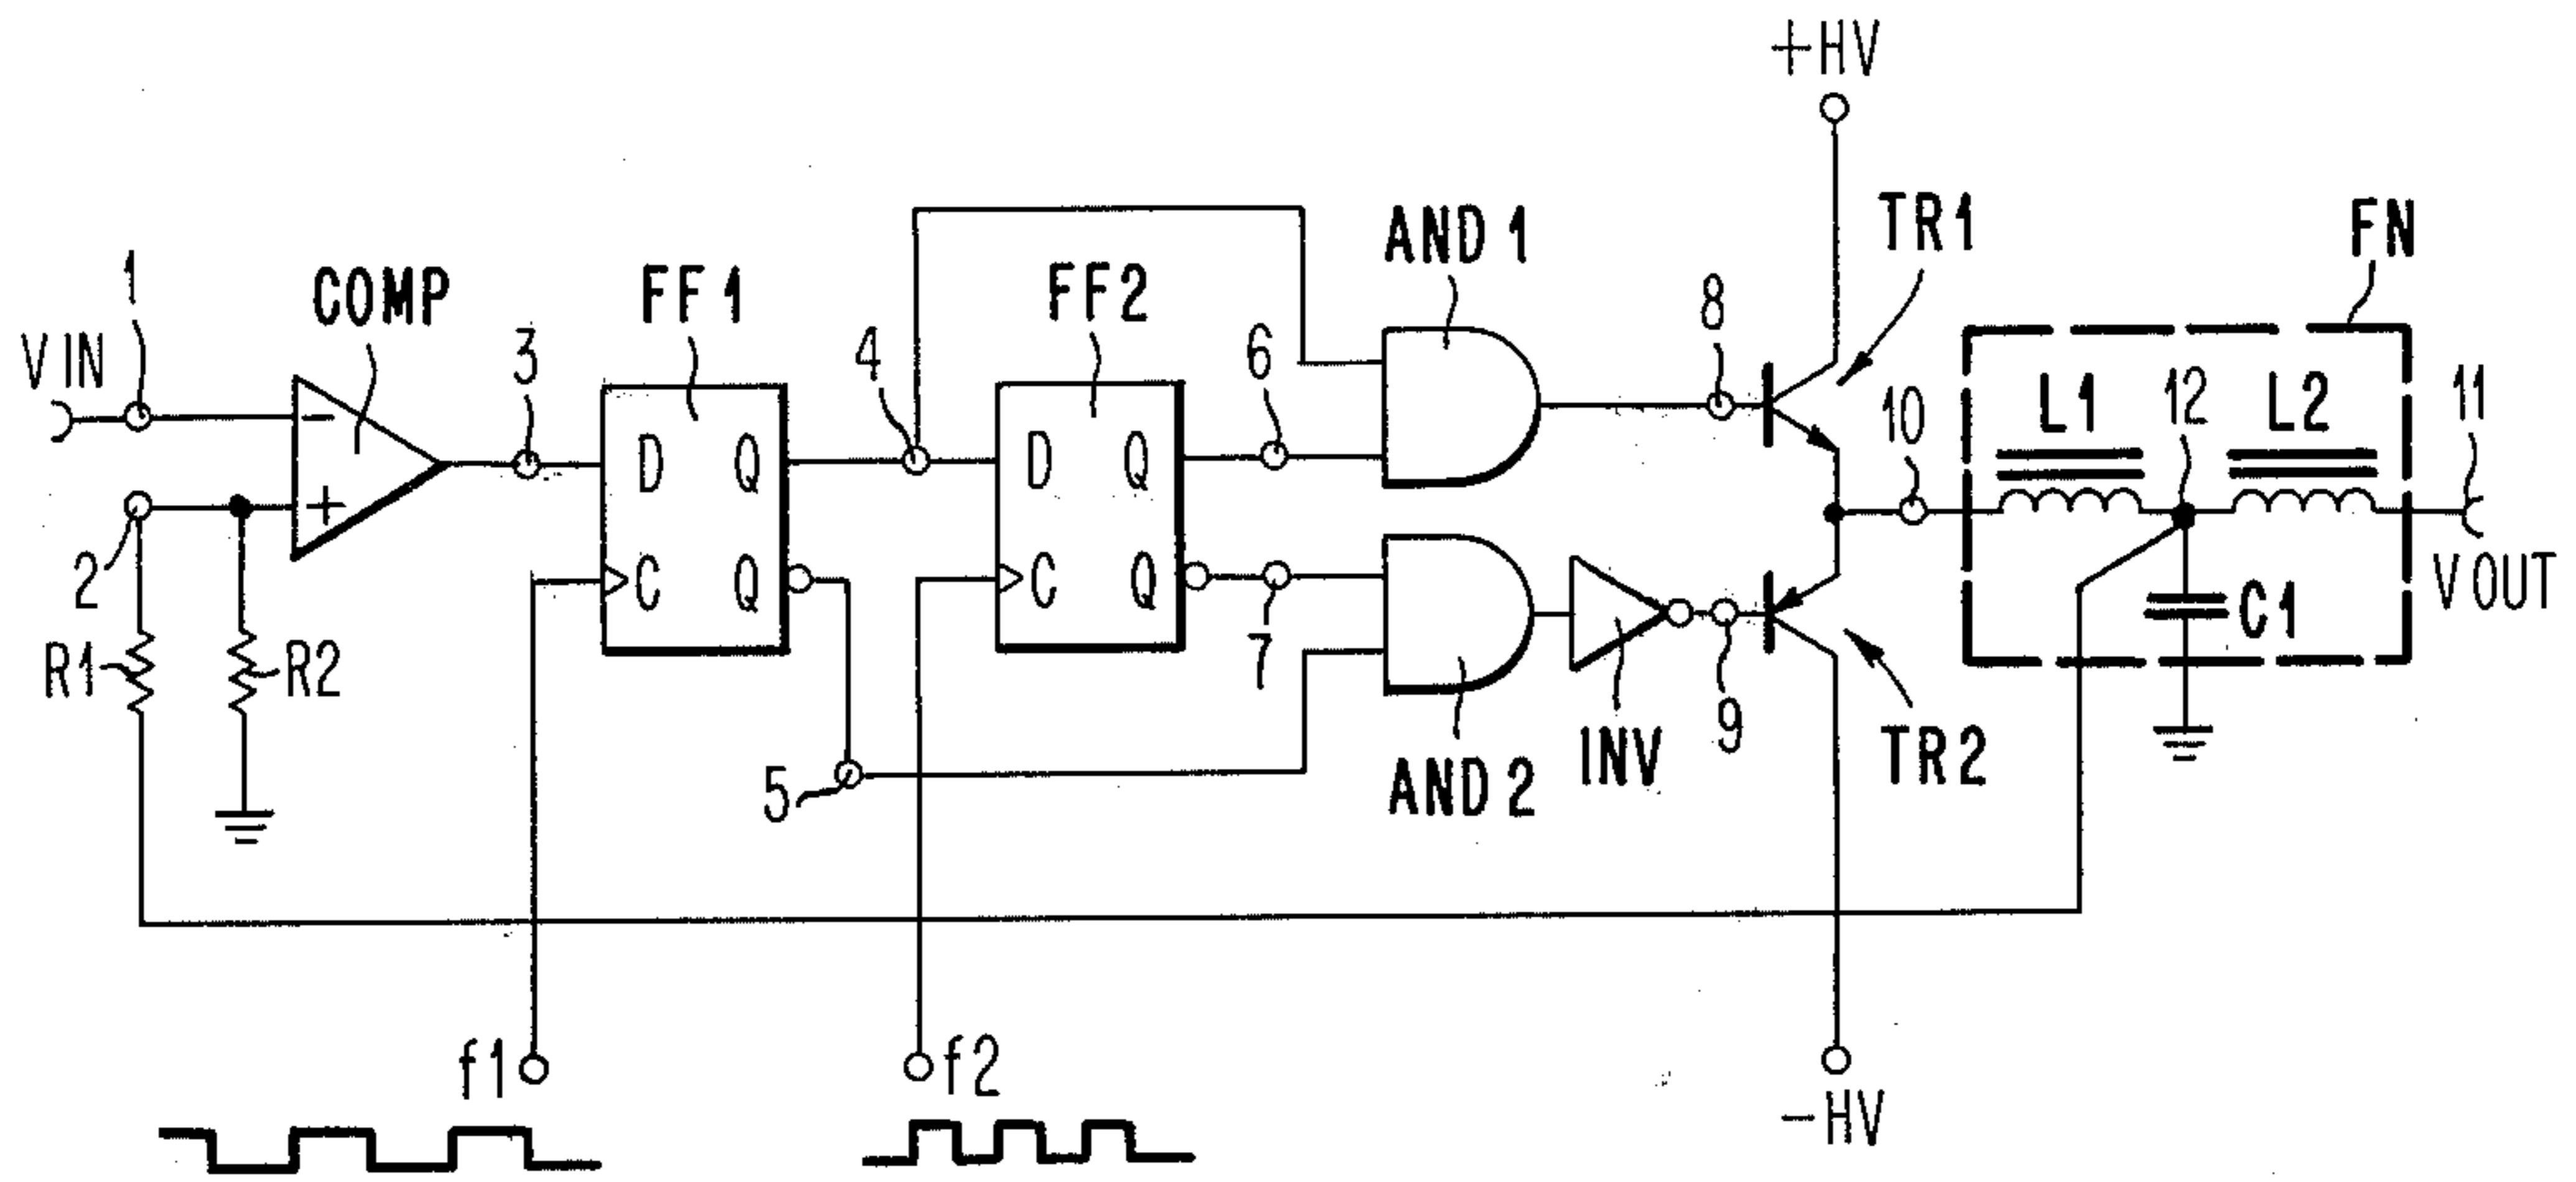 +HV
TR1
FN
AND 1
1
COMP
FF 1
FF2
8
VIN
3
4
6
10
L1
12
L2
11
−
D
Q
D
Q
+
2
C
Q
C
Q
7
V OUT
C1
R1
R2
5
9
INV
TR2
AND 2
f1
f2
−HV